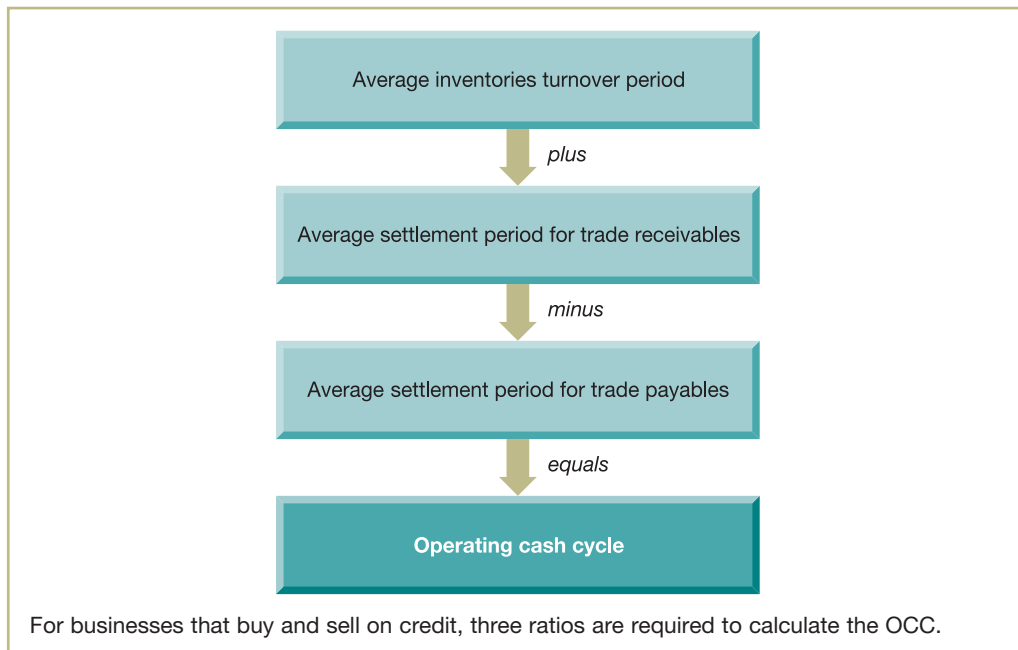 Average inventories turnover period
plus
Average settlement period for trade receivables
minus
Average settlement period for trade payables
equals
Operating cash cycle
For businesses that buy and sell on credit, three ratios are required to calculate the OCC.